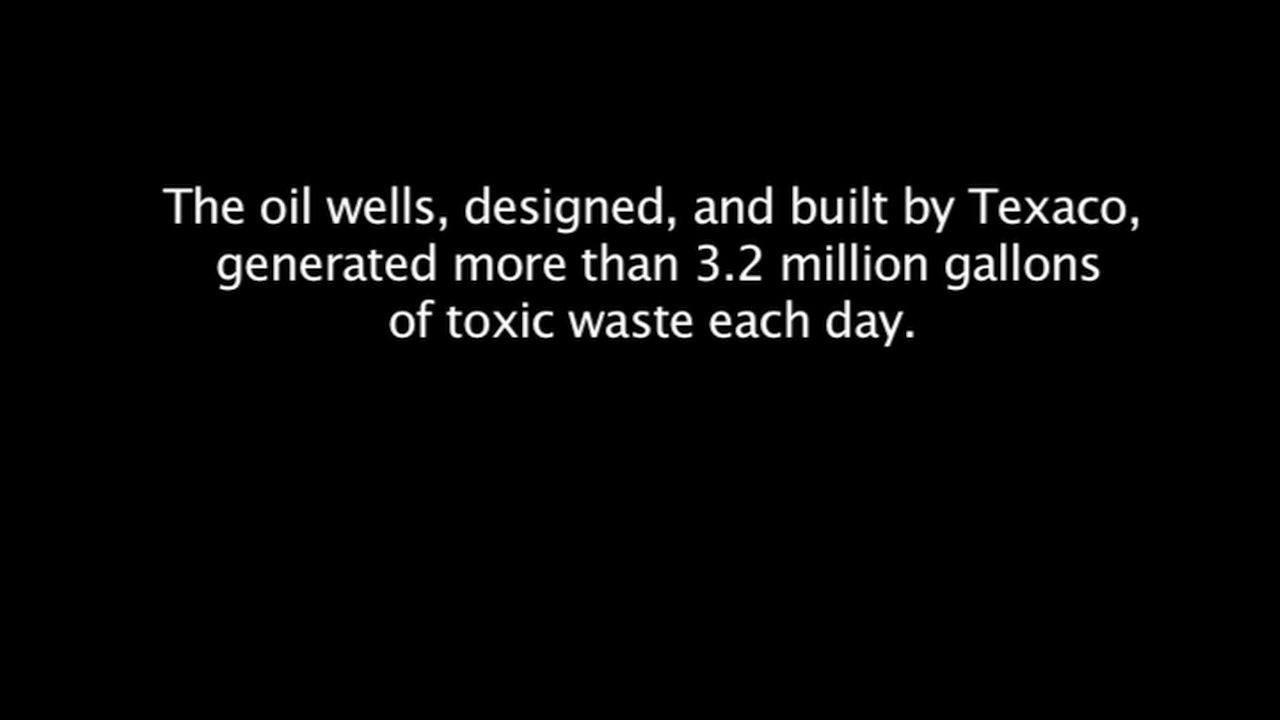 The oil wells, designed, and built by Texaco,
generated more than 3.2 million gallons
of toxic waste each day.